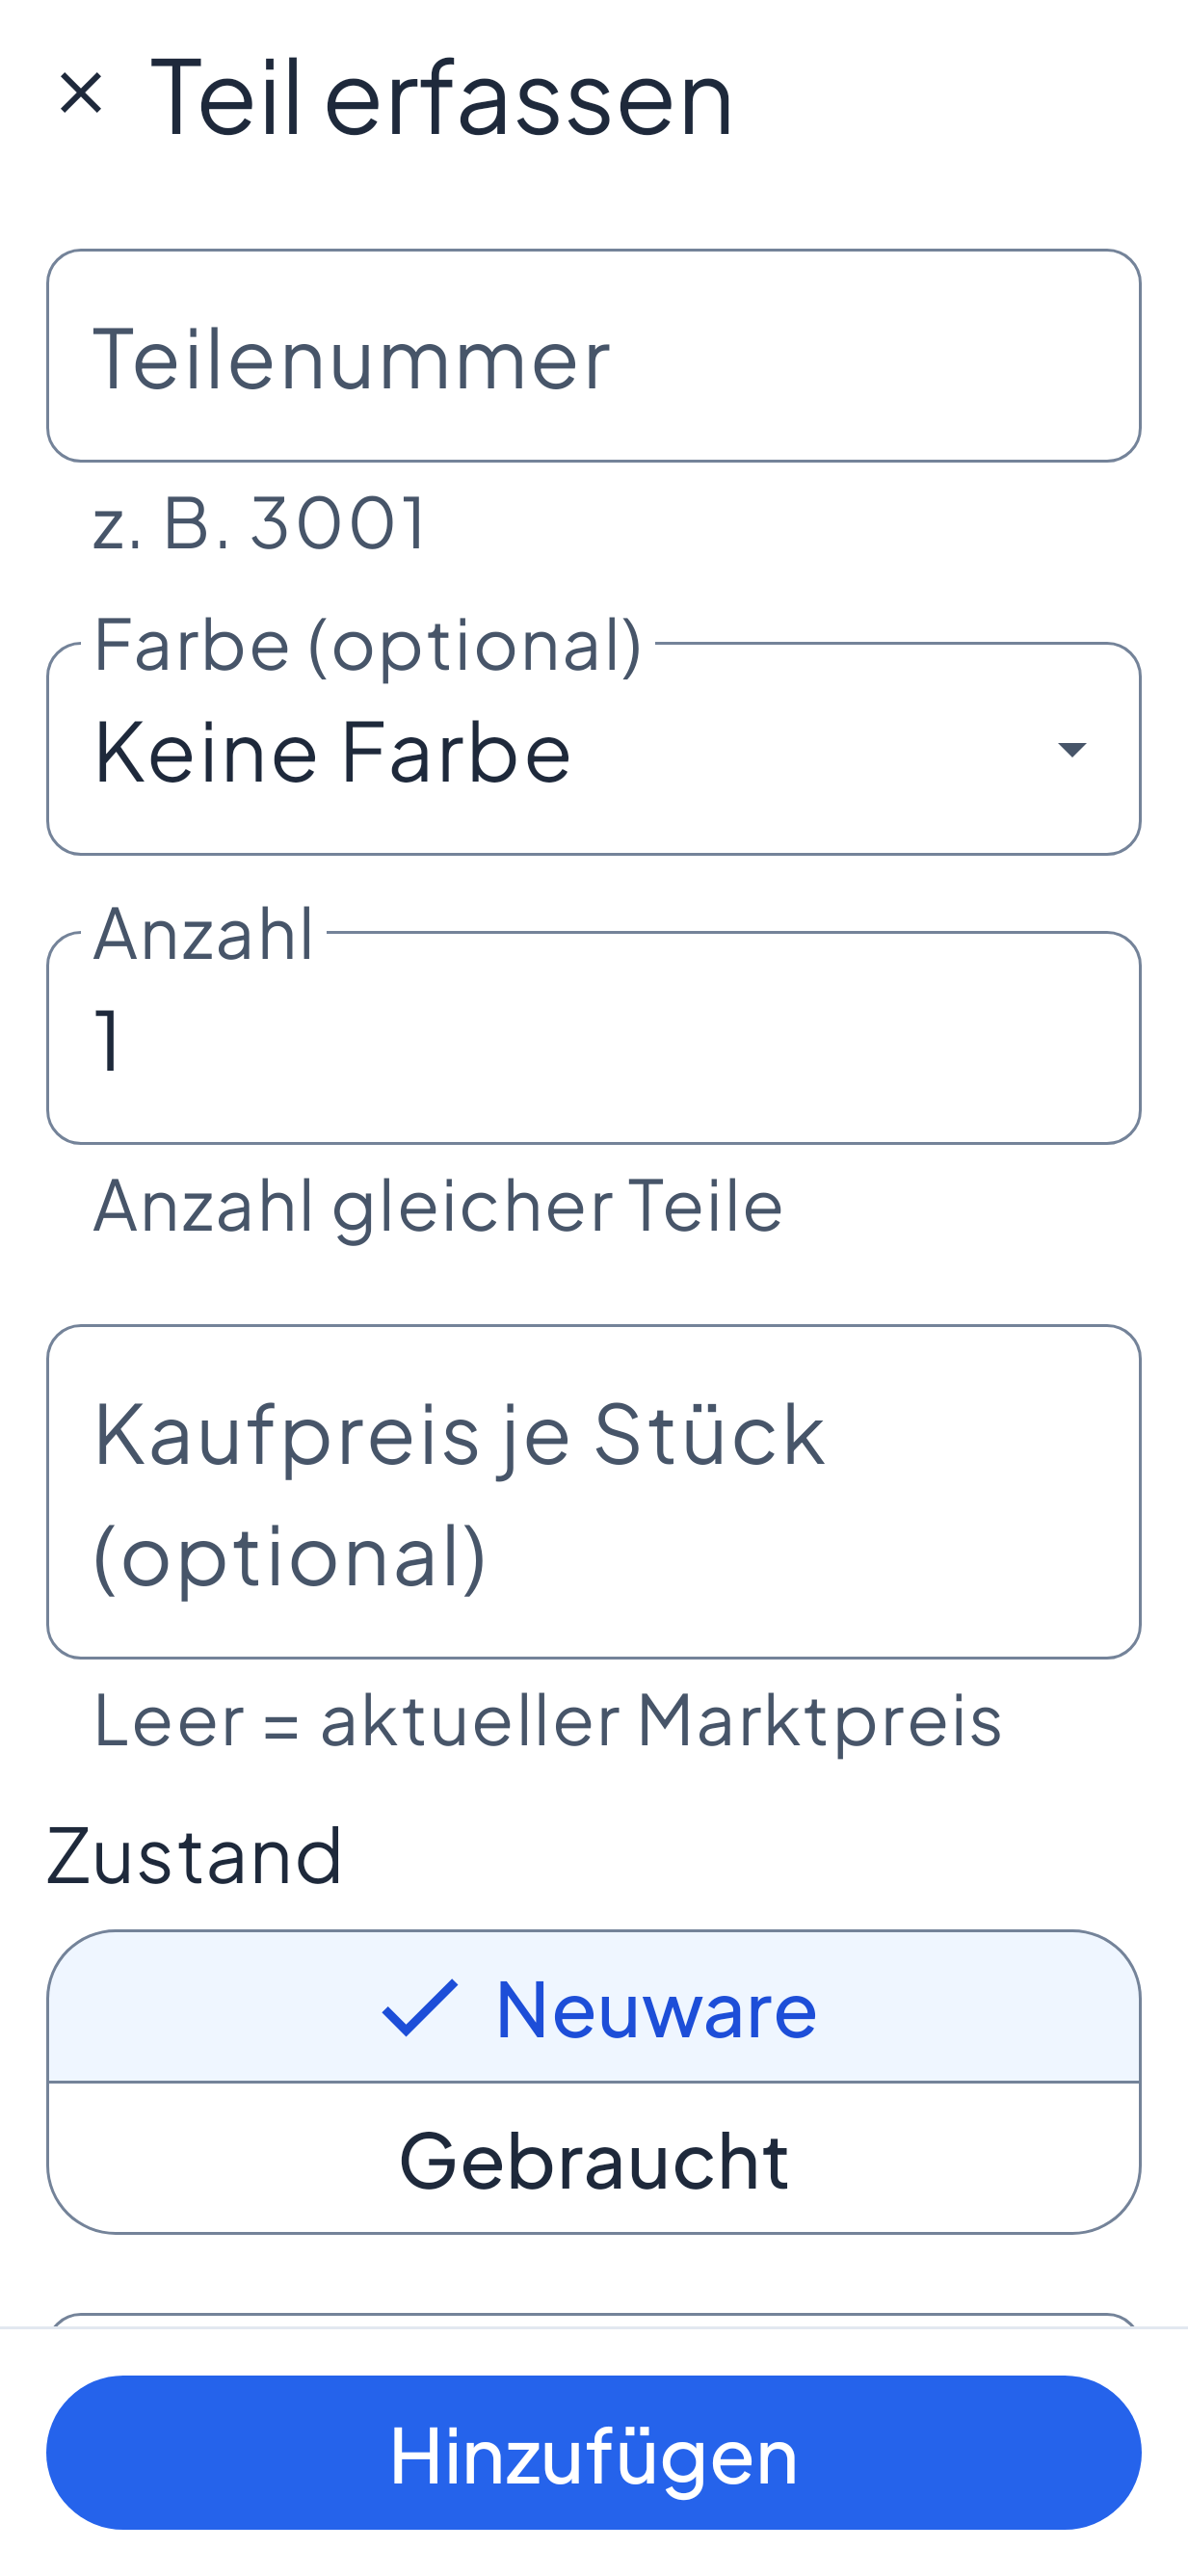 Teil erfassen
Teilenummer
z. B. 3001
Farbe (optional)
Keine Farbe
Anzahl
1
Anzahl gleicher Teile
Kaufpreis je Stück
(optional)
Leer = aktueller Marktpreis
Zustand
Neuware
Gebraucht
Hinzufügen